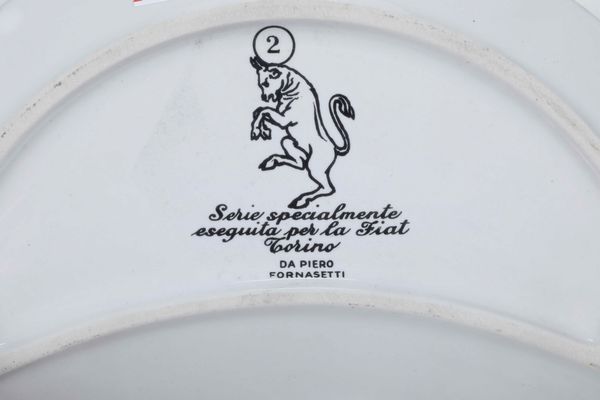 2
Serie specialmente
eseguita per la Fiat
Torino
DA PIERO
FORNASETTI